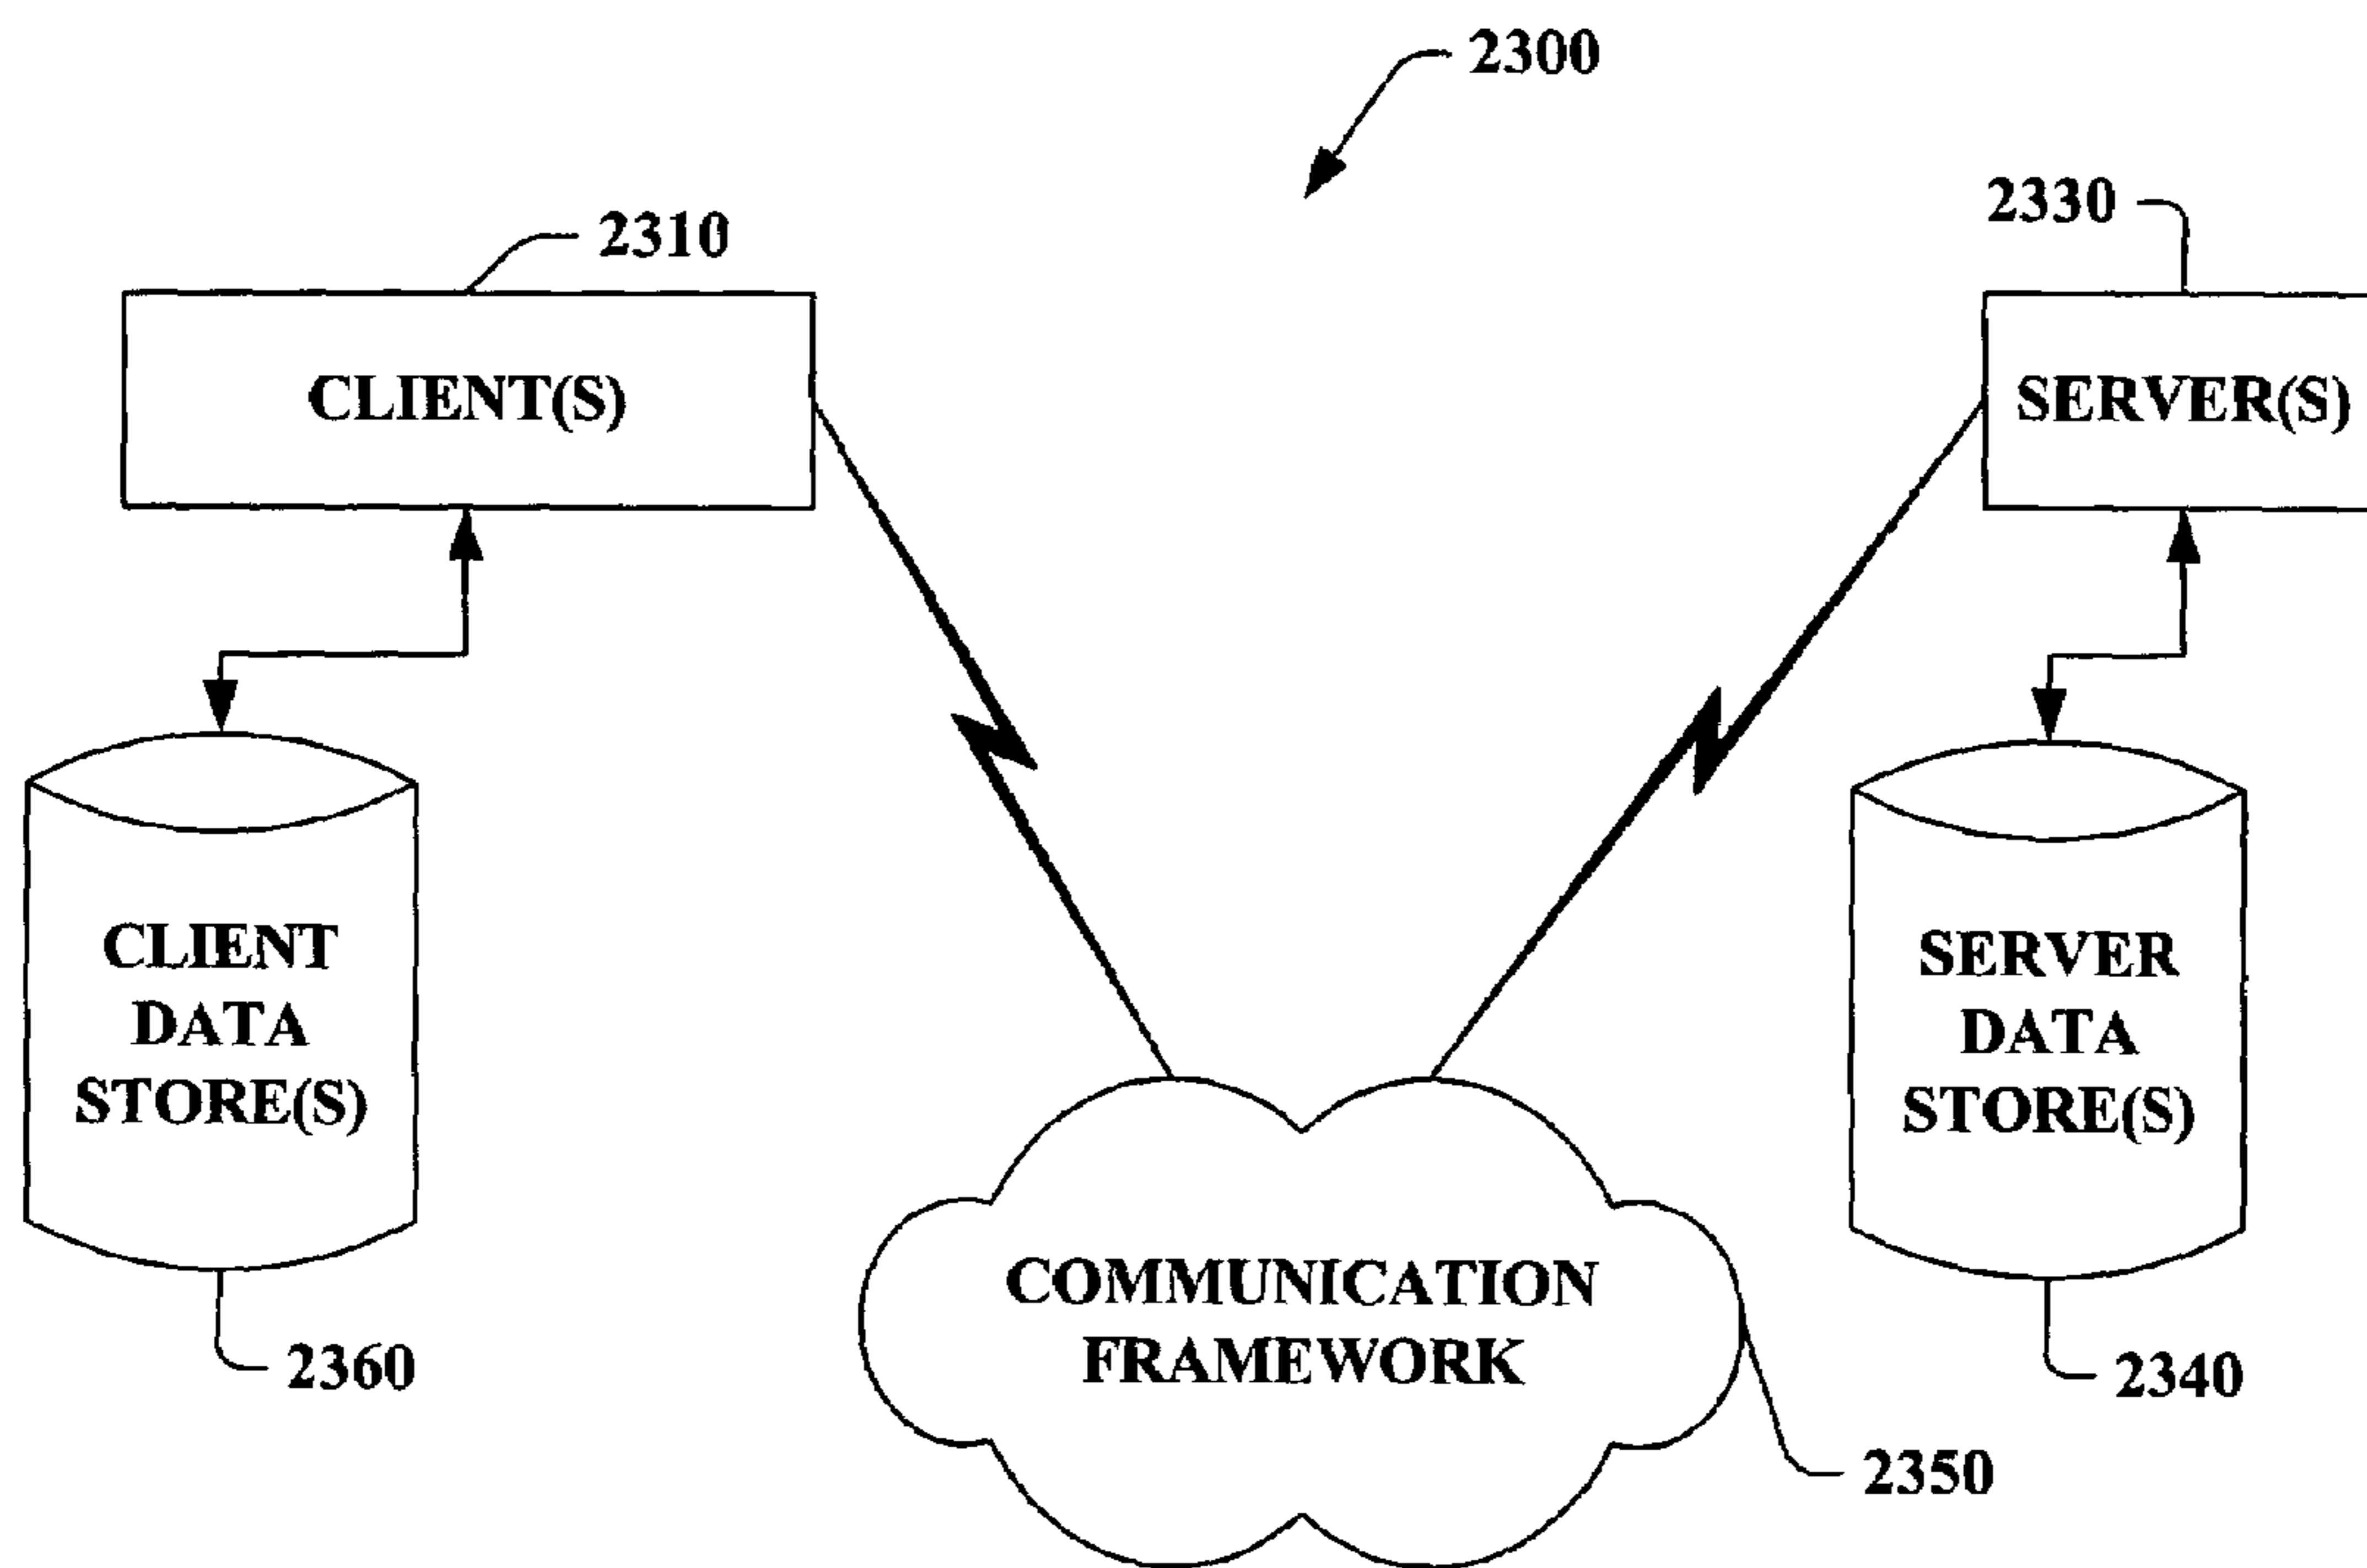 2300
2310
2330
CLIENT(S)
SERVER(S)
CLIENT
DATA
STORE(S)
SERVER
DATA
STORE(S)
COMMUNICATION
FRAMEWORK
2360
2340
2350